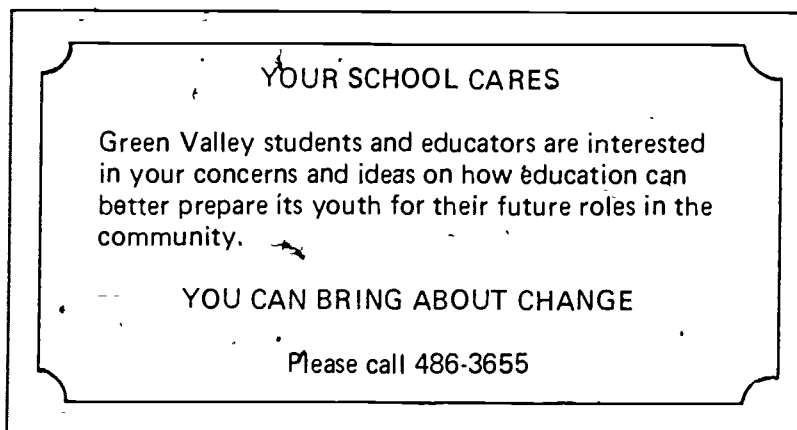 YOUR SCHOOL CARES
Green Valley students and educators are interested
in your concerns and ideas on how education can
better prepare its youth for their future roles in the
community.
YOU CAN BRING ABOUT CHANGE
Please call 486-3655